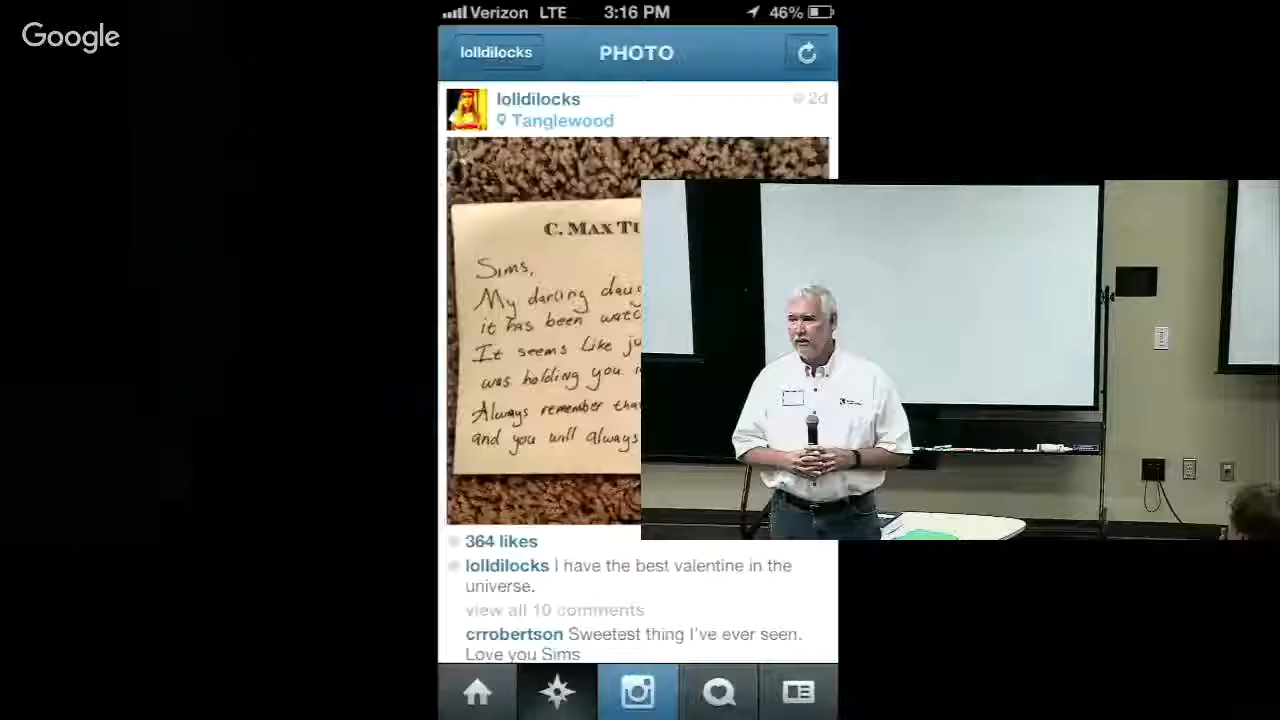 Google
Verizon LTE 3:16 PM 46%
lolldilocks PHOTO
lolldilocks 2d
Tanglewood
C. MAX
Sims,
My darling
it has been
It seems like
was holding you
Always remember
and you will always
364 likes
lolldilocks I have the best valentine in the
universe.
view all 10 comments
crrobertson Sweetest thing I've ever seen.
Love you Sims